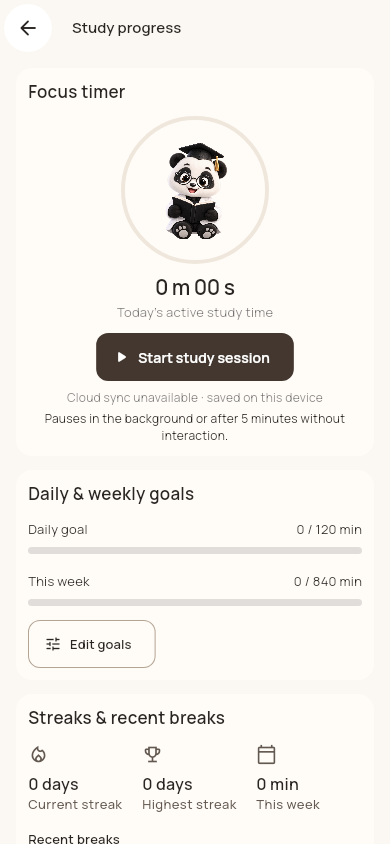 Study progress
Focus timer
0 m 00 s
Today's active study time
Start study session
Cloud sync unavailable · saved on this device
Pauses in the background or after 5 minutes without
interaction.
Daily & weekly goals
Daily goal 0 / 120 min
This week 0 / 840 min
Edit goals
Streaks & recent breaks
0 days 0 days 0 min
Current streak Highest streak This week
Recent breaks